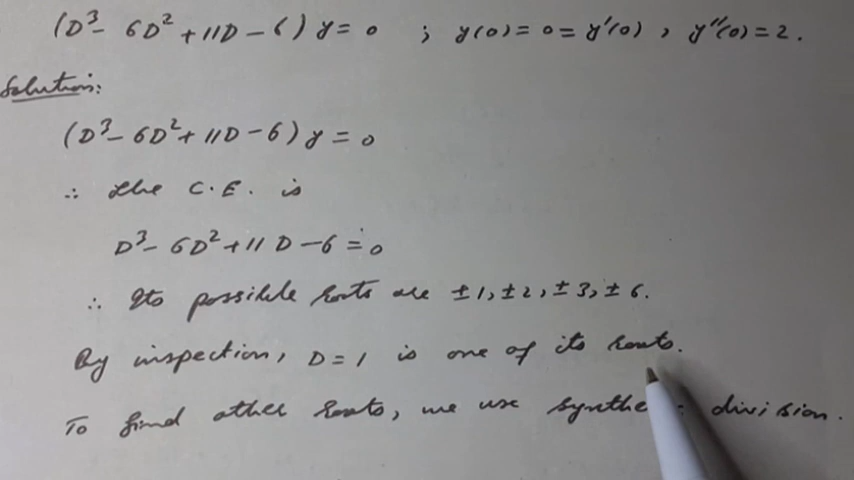 (D³- 6D²+11D-6) y = 0 ; y(0) = 0 = y'(0) , y''(0) = 2 .
Solution:
(D³- 6D²+ 11D-6) y = 0
∴ The C.E. is
D³- 6D²+11 D-6 = 0
∴ Its possible roots are ±1, ±2, ±3, ±6.
By inspection, D = 1 is one of its roots.
To find other roots, we use division.